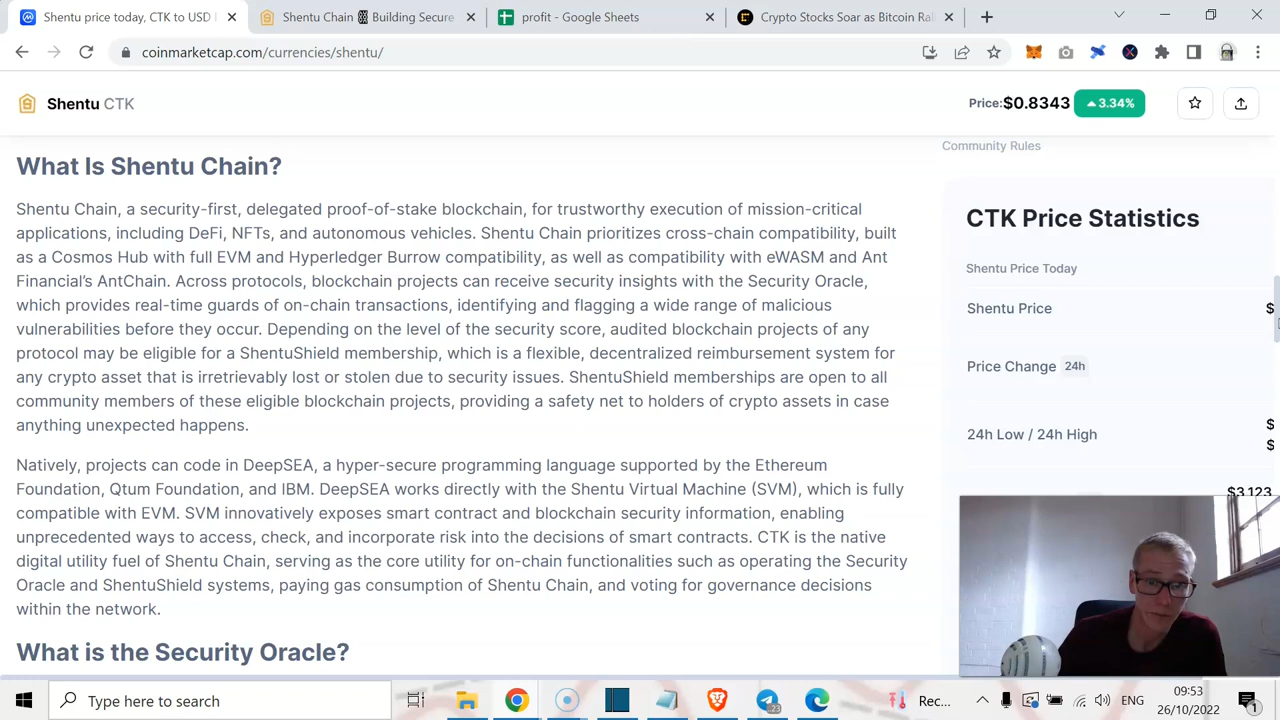 Shentu price today, CTK to USD
Shentu Chain Building Secure
profit - Google Sheets
Crypto Stocks Soar as Bitcoin Ral
coinmarketcap.com/currencies/shentu/
Shentu CTK
Price:$0.8343 3.34%
Community Rules
What Is Shentu Chain?
Shentu Chain, a security-first, delegated proof-of-stake blockchain, for trustworthy execution of mission-critical
applications, including DeFi, NFTs, and autonomous vehicles. Shentu Chain prioritizes cross-chain compatibility, built
as a Cosmos Hub with full EVM and Hyperledger Burrow compatibility, as well as compatibility with eWASM and Ant
Financial's AntChain. Across protocols, blockchain projects can receive security insights with the Security Oracle,
which provides real-time guards of on-chain transactions, identifying and flagging a wide range of malicious
vulnerabilities before they occur. Depending on the level of the security score, audited blockchain projects of any
protocol may be eligible for a ShentuShield membership, which is a flexible, decentralized reimbursement system for
any crypto asset that is irretrievably lost or stolen due to security issues. ShentuShield memberships are open to all
community members of these eligible blockchain projects, providing a safety net to holders of crypto assets in case
anything unexpected happens.
Natively, projects can code in DeepSEA, a hyper-secure programming language supported by the Ethereum
Foundation, Qtum Foundation, and IBM. DeepSEA works directly with the Shentu Virtual Machine (SVM), which is fully
compatible with EVM. SVM innovatively exposes smart contract and blockchain security information, enabling
unprecedented ways to access, check, and incorporate risk into the decisions of smart contracts. CTK is the native
digital utility fuel of Shentu Chain, serving as the core utility for on-chain functionalities such as operating the Security
Oracle and ShentuShield systems, paying gas consumption of Shentu Chain, and voting for governance decisions
within the network.
What is the Security Oracle?
CTK Price Statistics
Shentu Price Today
Shentu Price $
Price Change 24h
24h Low / 24h High $
$
$3,123
Type here to search
23
Rec...
ENG
09:53
26/10/2022
1